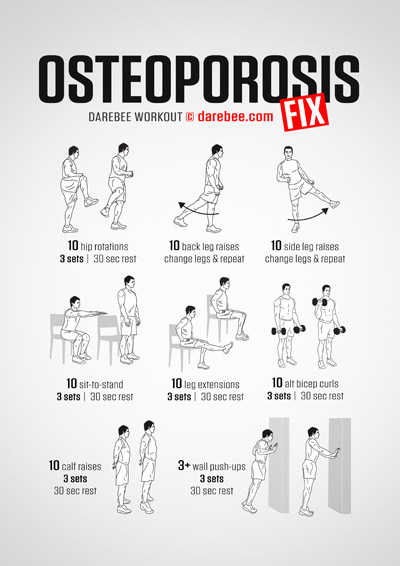 OSTEOPOROSIS
FIX
DAREBEE WORKOUT © darebee.com
10 hip rotations
3 sets | 30 sec rest
10 back leg raises
change legs & repeat
10 side leg raises
change legs & repeat
10 sit-to-stand
3 sets | 30 sec rest
10 leg extensions
3 sets | 30 sec rest
10 alt bicep curls
3 sets | 30 sec rest
10 calf raises
3 sets
30 sec rest
3+ wall push-ups
3 sets
30 sec rest